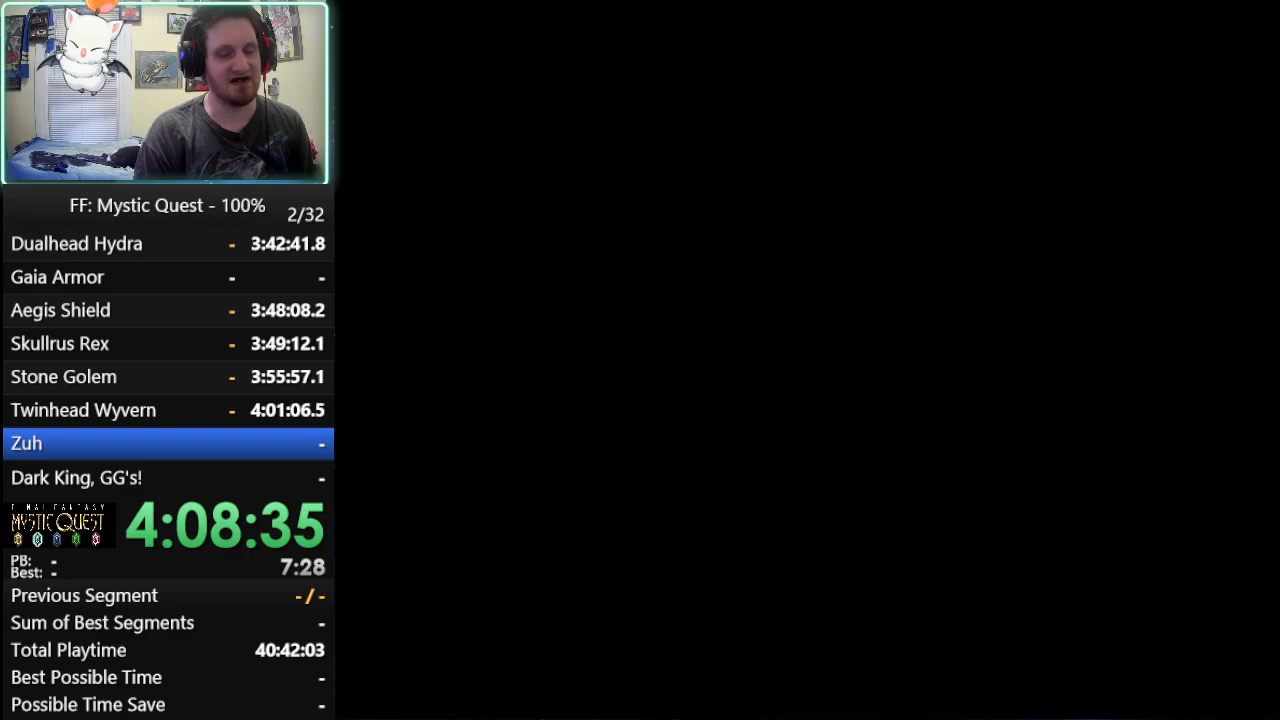 FF: Mystic Quest - 100%
2/32
Dualhead Hydra - 3:42:41.8
Gaia Armor - -
Aegis Shield - 3:48:08.2
Skullrus Rex - 3:49:12.1
Stone Golem - 3:55:57.1
Twinhead Wyvern - 4:01:06.5
Zuh -
Dark King, GG's! -
FINAL FANTASY
MYSTIC QUEST
4:08:35
PB: -
Best: -
7:28
Previous Segment - / -
Sum of Best Segments -
Total Playtime 40:42:03
Best Possible Time -
Possible Time Save -